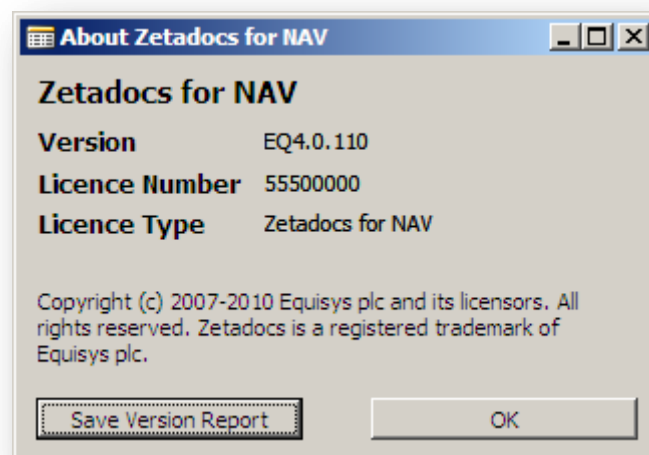 About Zetadocs for NAV
Zetadocs for NAV
Version EQ4.0.110
Licence Number 55500000
Licence Type Zetadocs for NAV
Copyright (c) 2007-2010 Equisys plc and its licensors. All
rights reserved. Zetadocs is a registered trademark of
Equisys plc.
Save Version Report OK